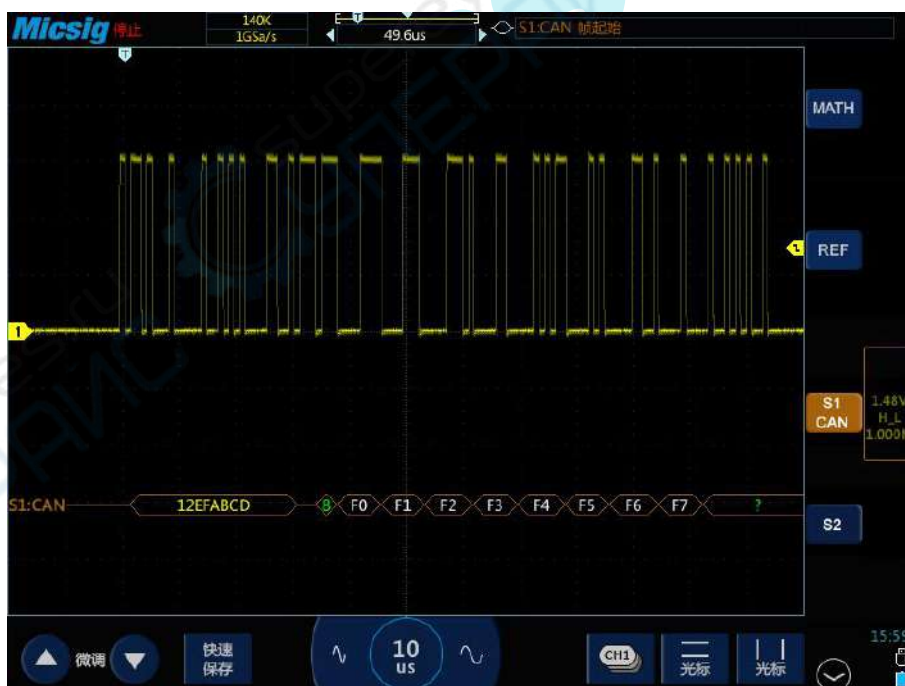 Micsig 停止
140K
1GSa/s
T
49.6us
S1:CAN 帧起始
T
MATH
1
REF
1
S1
CAN
1.48V
H_L
S1:CAN
12EFABCD
8
F0
F1
F2
F3
F4
F5
F6
F7
?
S2
微调
快速
保存
10
us
CH1
光标
光标
15:59